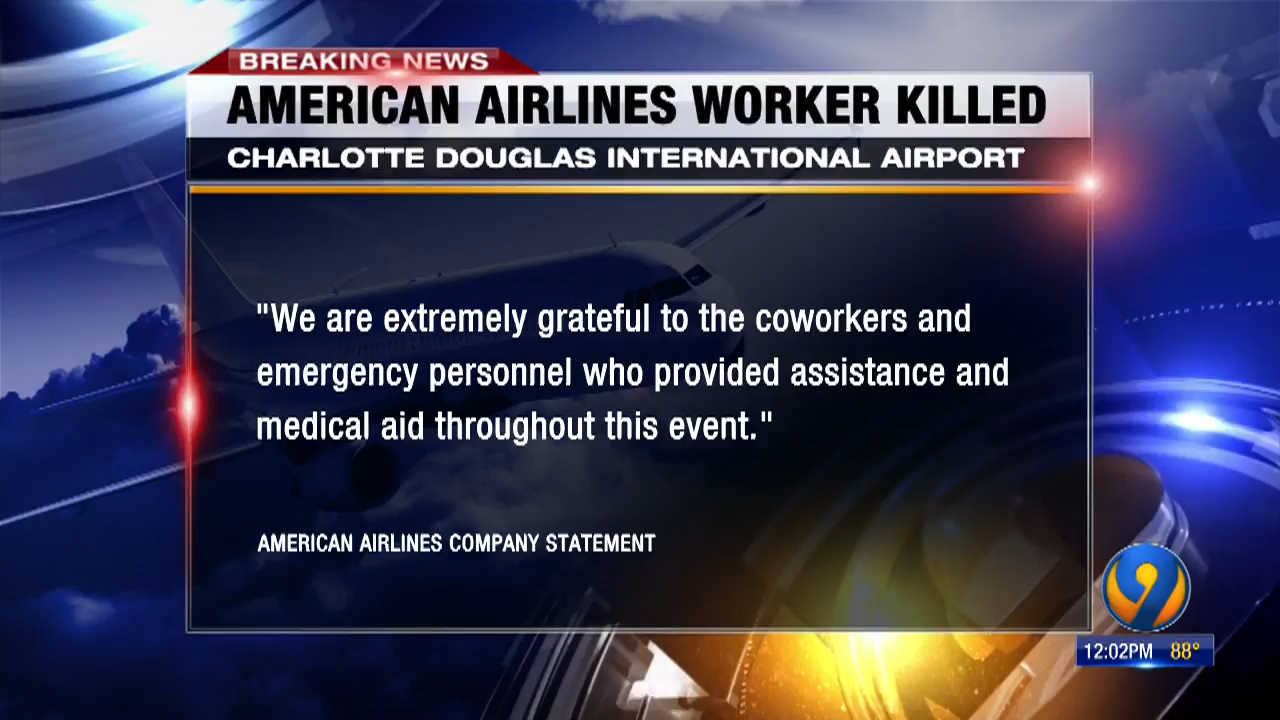 BREAKING NEWS
AMERICAN AIRLINES WORKER KILLED
CHARLOTTE DOUGLAS INTERNATIONAL AIRPORT
"We are extremely grateful to the coworkers and
emergency personnel who provided assistance and
medical aid throughout this event."
AMERICAN AIRLINES COMPANY STATEMENT
9
12:02PM 88°